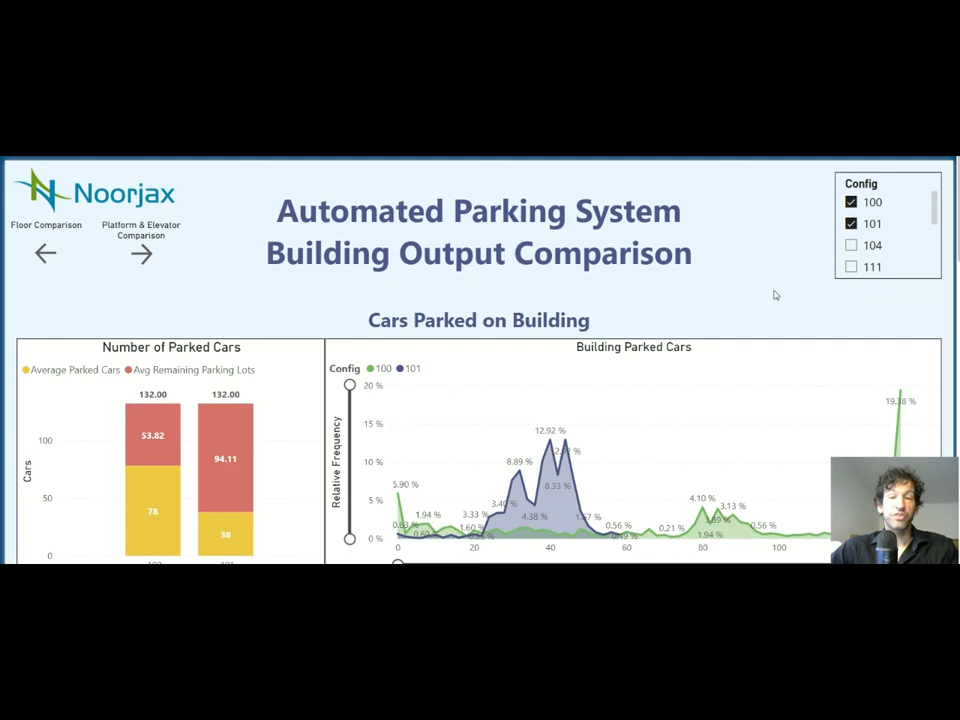 Noorjax
Floor Comparison
Platform & Elevator
Comparison
Automated Parking System
Building Output Comparison
Config
100
101
104
111
Cars Parked on Building
Number of Parked Cars
Average Parked Cars
Avg Remaining Parking Lots
132.00
132.00
53.82
94.11
78
38
Cars
100
50
0
Building Parked Cars
Config
100
101
Relative Frequency
20 %
15 %
10 %
5 %
0 %
5.90 %
1.94 %
3.33 %
1.60 %
8.89 %
4.38 %
12.92 %
8.33 %
0.56 %
0.21 %
4.10 %
3.13 %
1.94 %
0.56 %
19.38 %
0
20
40
60
80
100